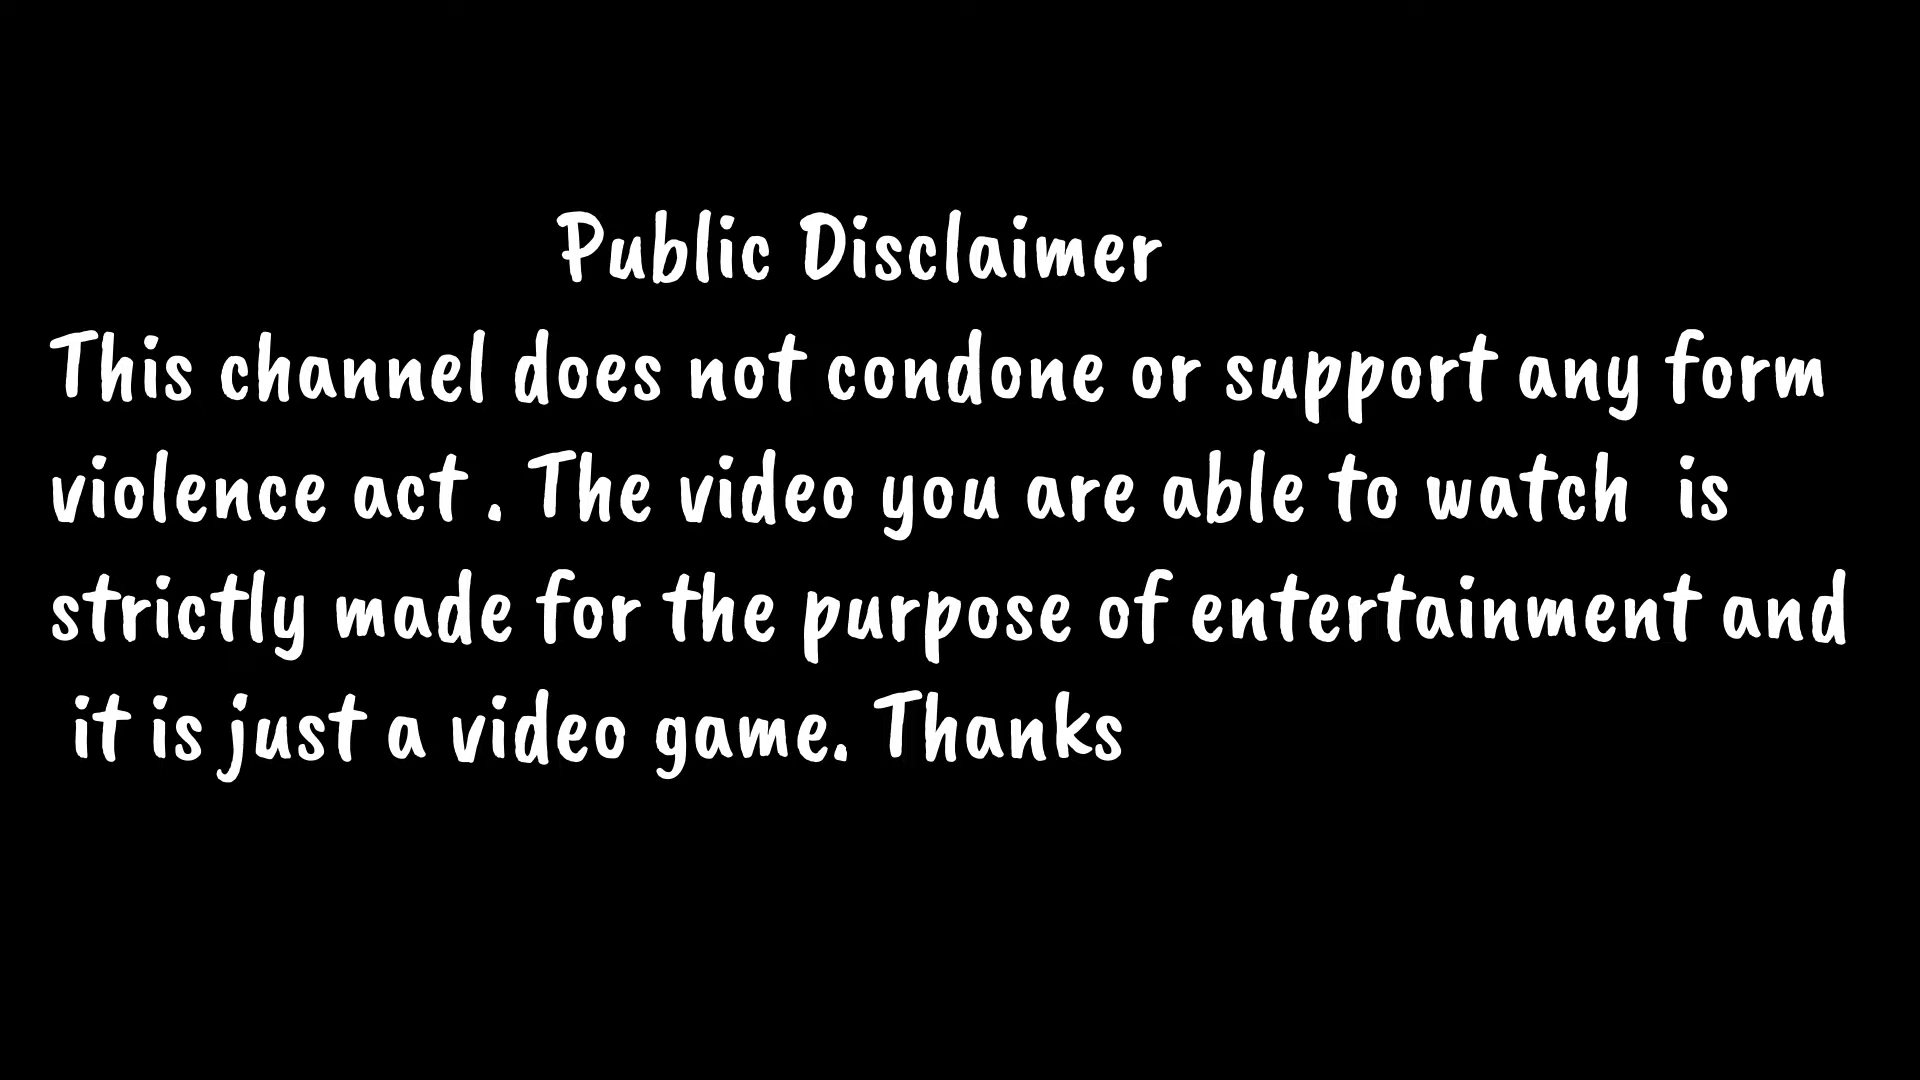 Public Disclaimer
This channel does not condone or support any form
violence act . The video you are able to watch  is
strictly made for the purpose of entertainment and
it is just a video game. Thanks